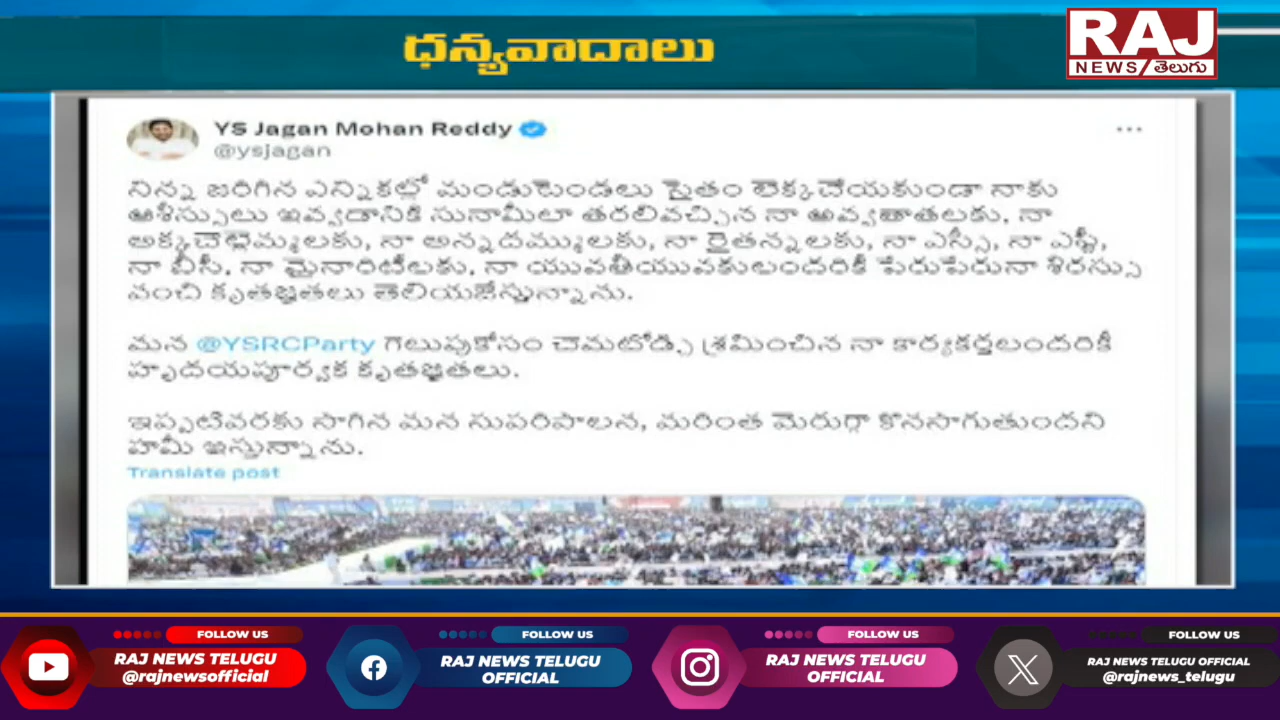 ధన్యవాదాలు
RAJ
NEWS/తెలుగు
YS Jagan Mohan Reddy
@ysjagan
నిన్న జరిగిన ఎన్నికల్లో మండుటెండలు సైతం లెక్కచేయకుండా నాకు
ఆశీస్సులు ఇవ్వడానికి సునామీలా తరలివచ్చిన నా అవ్వతాతలకు, నా
అక్కచెల్లెమ్మలకు, నా అన్నదమ్ములకు, నా రైతన్నలకు, నా ఎస్సీ, నా ఎస్టీ,
నా బీసీ, నా మైనారిటీలకు, నా యువతీయువకులందరికీ పేరుపేరునా శిరస్సు
వంచి కృతజ్ఞతలు తెలియజేస్తున్నాను.
మన @YSRCParty గెలుపుకోసం చెమటోడ్చి శ్రమించిన నా కార్యకర్తలందరికీ
హృదయపూర్వక కృతజ్ఞతలు.
ఇప్పటివరకు సాగిన మన సుపరిపాలన, మరింత మెరుగ్గా కొనసాగుతుందని
హామీ ఇస్తున్నాను.
Translate post
FOLLOW US
RAJ NEWS TELUGU
@rajnewsofficial
FOLLOW US
RAJ NEWS TELUGU
OFFICIAL
FOLLOW US
RAJ NEWS TELUGU
OFFICIAL
FOLLOW US
RAJ NEWS TELUGU OFFICIAL
@rajnews_telugu